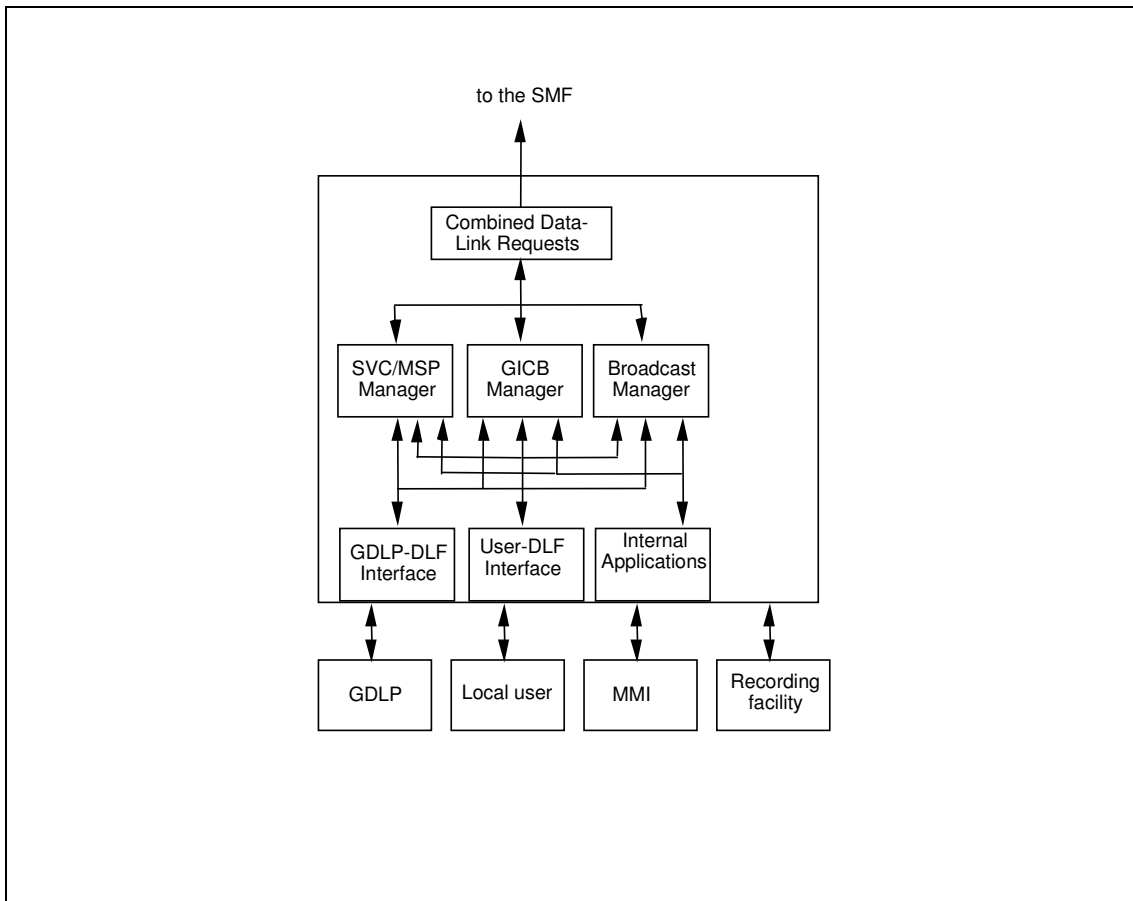 to the SMF
Combined Data-
Link Requests
SVC/MSP
Manager
GICB
Manager
Broadcast
Manager
GDLP-DLF
Interface
User-DLF
Interface
Internal
Applications
GDLP
Local user
MMI
Recording
facility